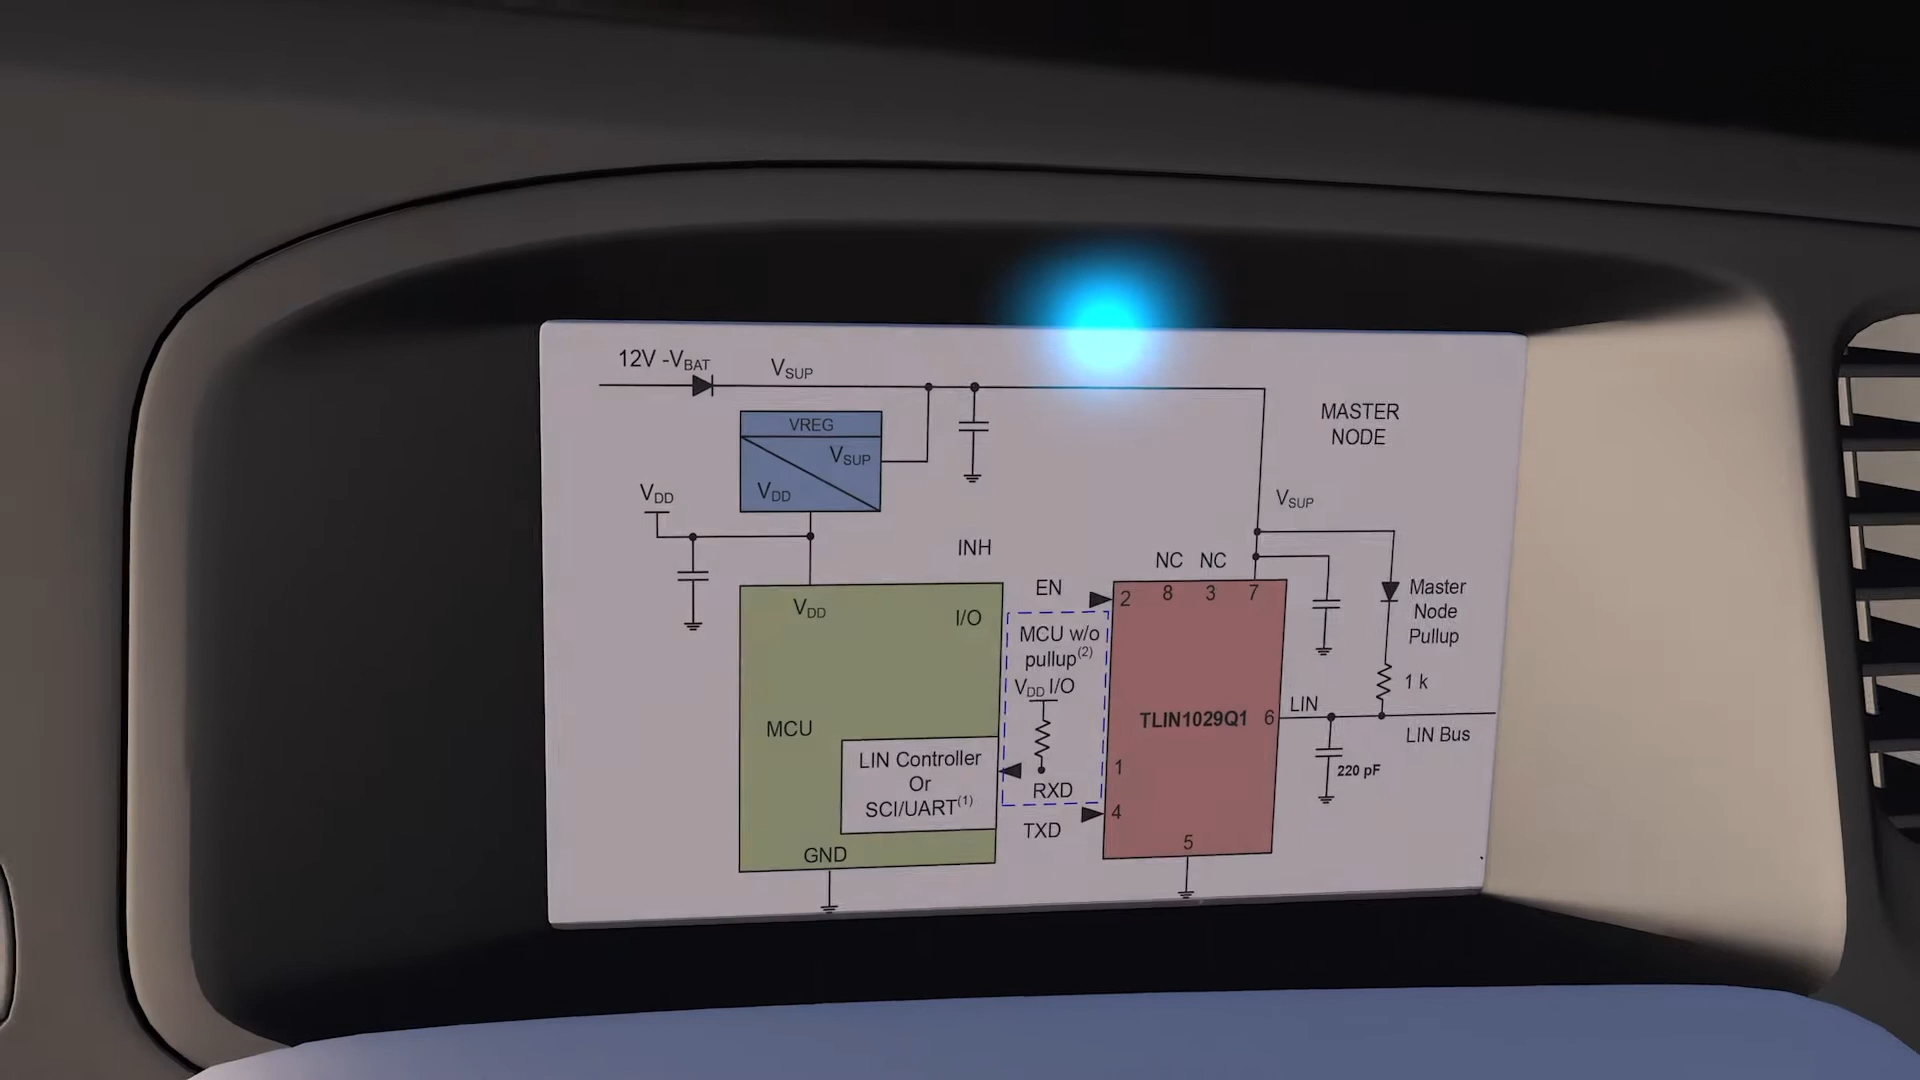 12V -VBAT
VSUP
VREG
VSUP
VDD
MASTER
NODE
VDD
VSUP
INH
NC NC
EN
2 8 3 7
VDD
I/O
MCU w/o
pullup(2)
VDD I/O
Master
Node
Pullup
1 k
MCU
TLIN1029Q1
6
LIN
LIN Bus
LIN Controller
Or
SCI/UART(1)
1
RXD
220 pF
4
TXD
5
GND